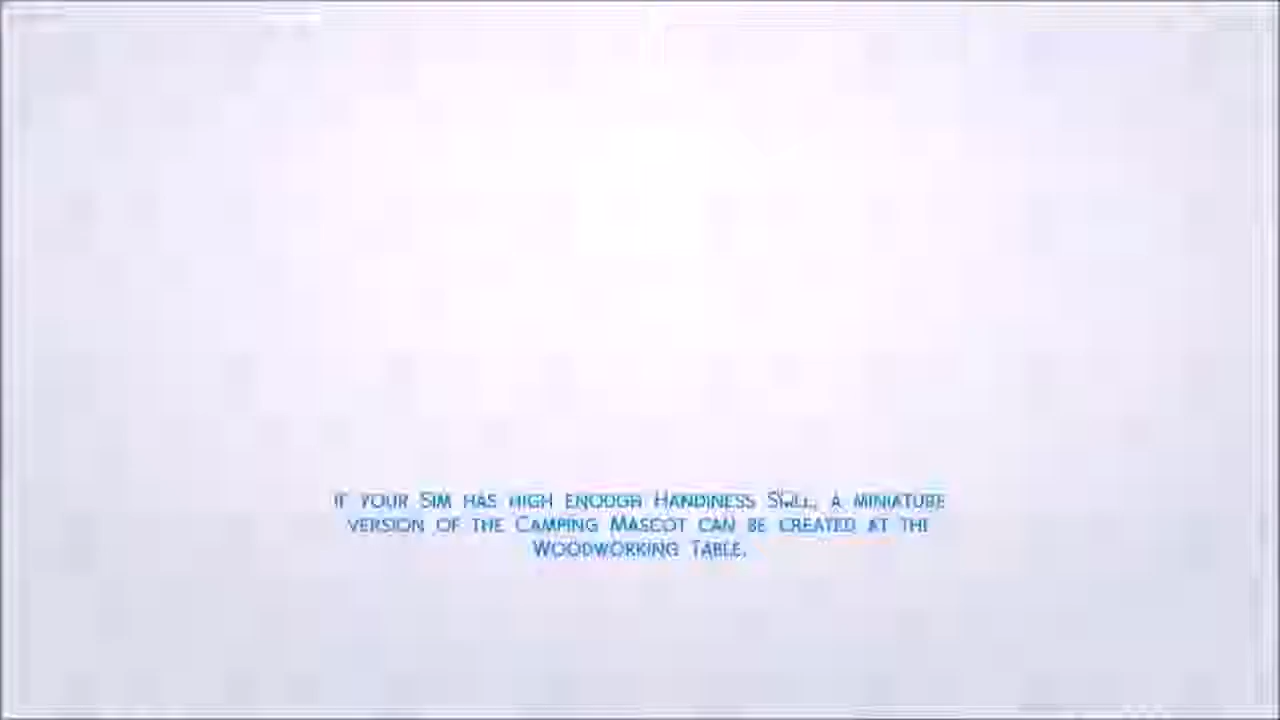 If your Sim has high enough Handiness Skill, a miniature
version of the Camping Mascot can be created at the
Woodworking Table.